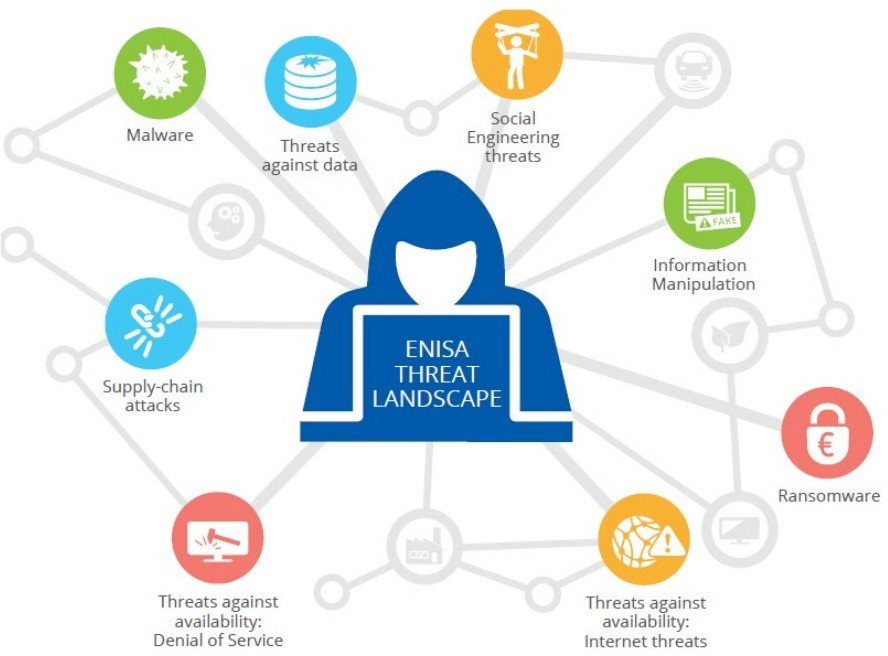 Malware
Threats
against data
Social
Engineering
threats
FAKE
Information
Manipulation
Supply-chain
attacks
ENISA
THREAT
LANDSCAPE
€
Ransomware
Threats against
availability:
Denial of Service
Threats against
availability:
Internet threats